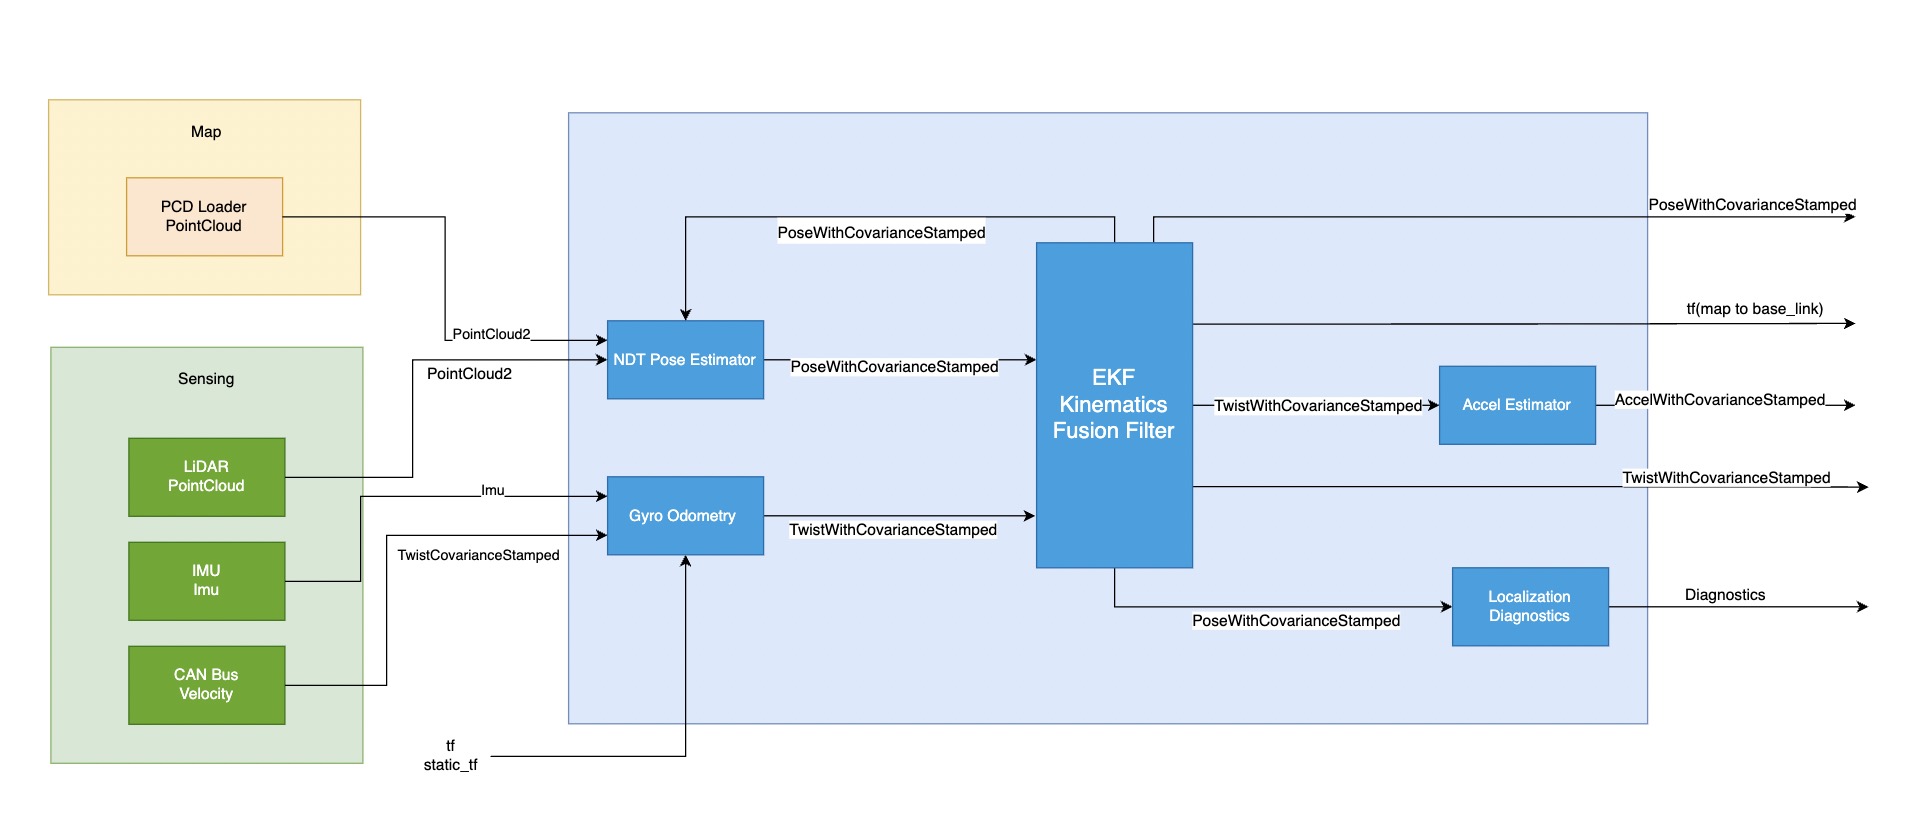 Map
PCD Loader
PointCloud
Sensing
LiDAR
PointCloud
IMU
Imu
CAN Bus
Velocity
PointCloud2
PointCloud2
Imu
TwistCovarianceStamped
tf
static_tf
NDT Pose Estimator
Gyro Odometry
PoseWithCovarianceStamped
PoseWithCovarianceStamped
TwistWithCovarianceStamped
EKF
Kinematics
Fusion Filter
PoseWithCovarianceStamped
tf(map to base_link)
TwistWithCovarianceStamped
Accel Estimator
AccelWithCovarianceStamped
TwistWithCovarianceStamped
PoseWithCovarianceStamped
Localization
Diagnostics
Diagnostics